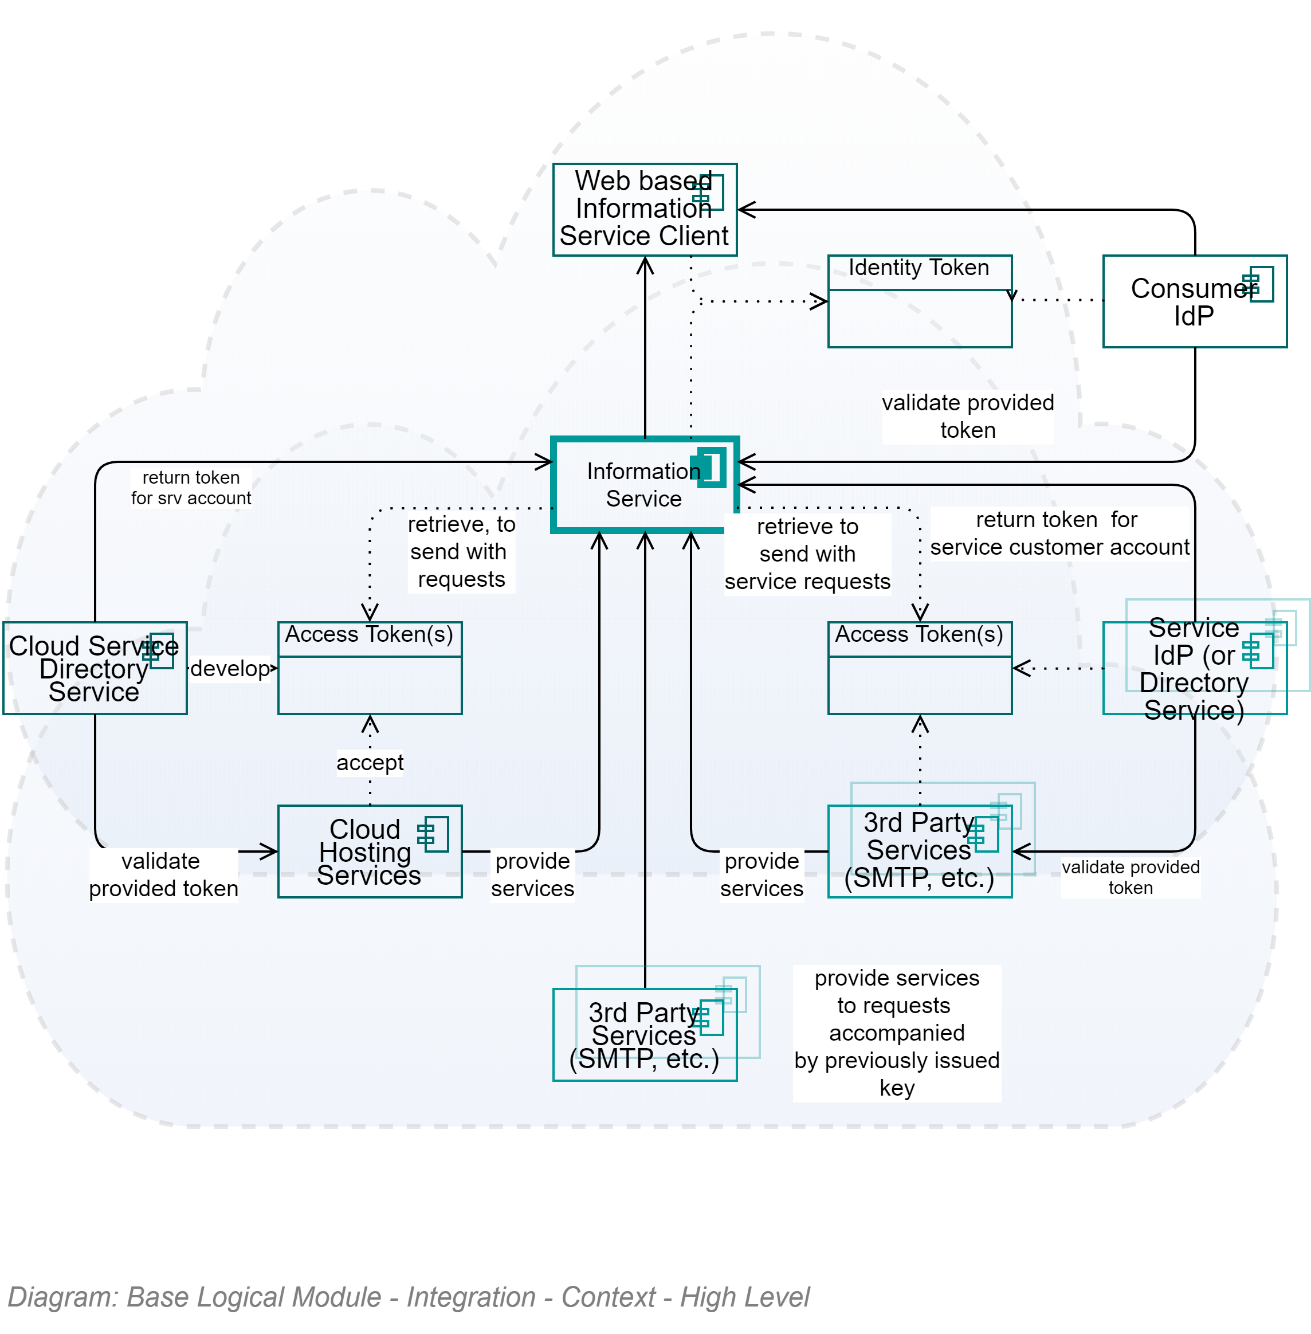 Web based
Information
Service Client
Identity Token
Consumer
IdP
validate provided
token
Information
Service
return token
for srv account
retrieve, to
send with
requests
retrieve to
send with
service requests
return token for
service customer account
Cloud Service
Directory
Service
develop
Access Token(s)
Access Token(s)
Service
IdP (or
Directory
Service)
accept
Cloud
Hosting
Services
3rd Party
Services
(SMTP, etc.)
validate
provided token
provide
services
provide
services
validate provided
token
3rd Party
Services
(SMTP, etc.)
provide services
to requests
accompanied
by previously issued
key
Diagram: Base Logical Module - Integration - Context - High Level